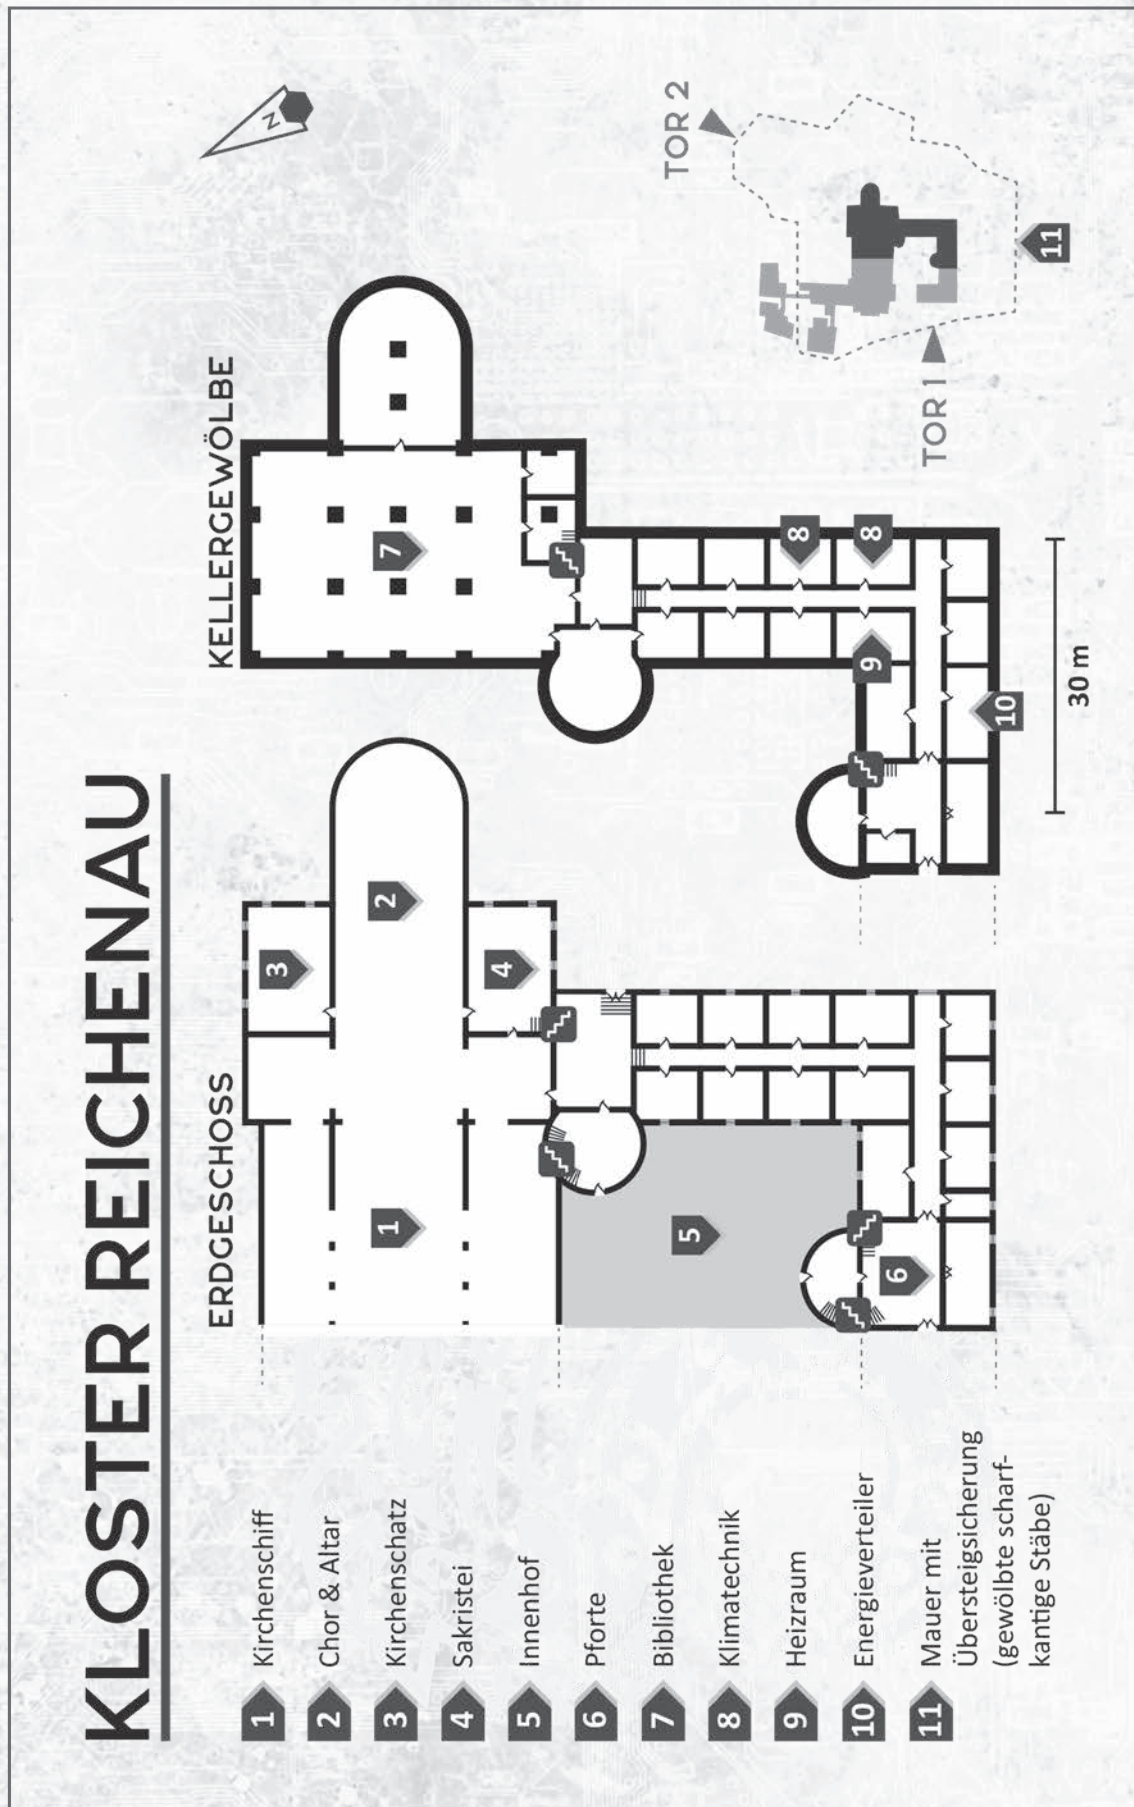 KLOSTER REICHENAU
1 Kirchenschiff
2 Chor & Altar
3 Kirchenschatz
4 Sakristei
5 Innenhof
6 Pforte
7 Bibliothek
8 Klimatechnik
9 Heizraum
10 Energieverteiler
11 Mauer mit
Übersteigsicherung
(gewölbte scharf-
kantige Stäbe)
ERDGESCHOSS
1
2
3
4
5
6
KELLERGEWÖLBE
7
8
8
9
10
30 m
N
TOR 1
TOR 2
11